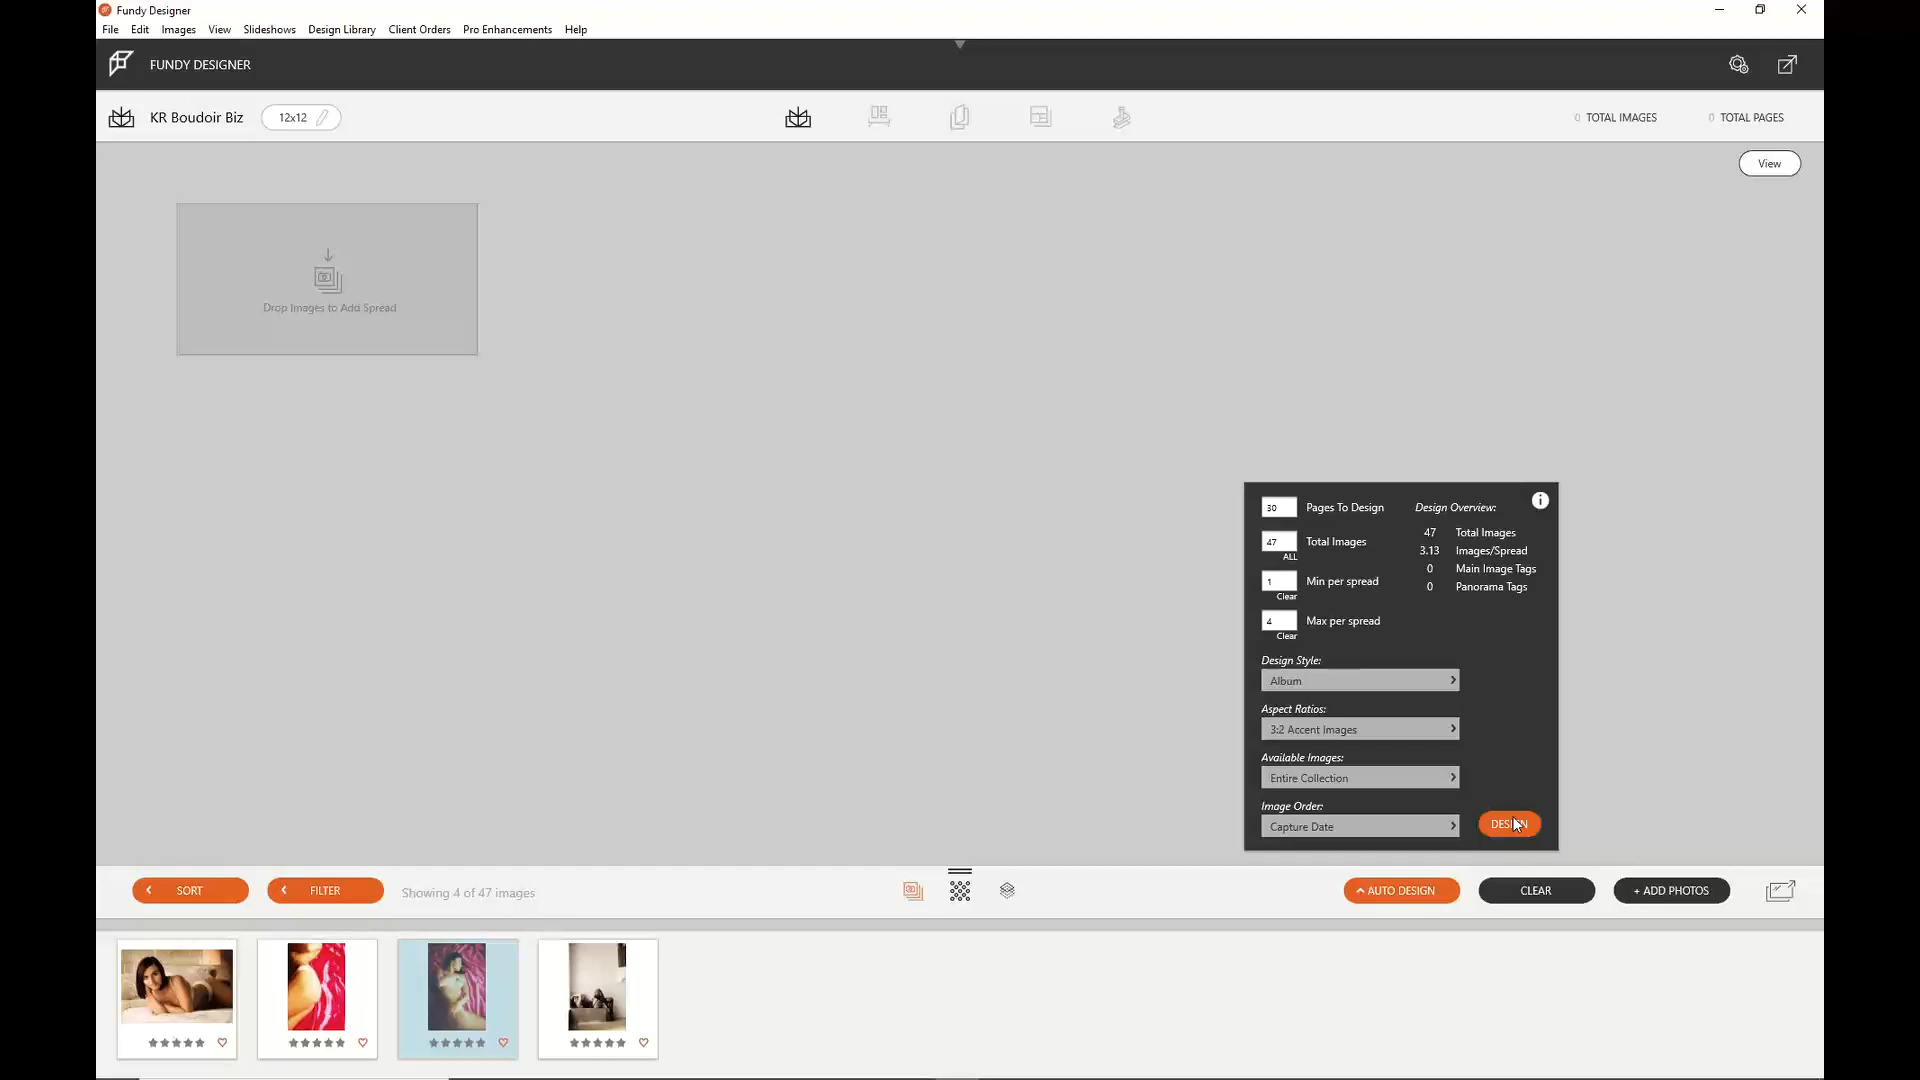 Fundy Designer
File Edit Images View Slideshows Design Library Client Orders Pro Enhancements Help
FUNDY DESIGNER
KR Boudoir Biz 12x12 0 TOTAL IMAGES 0 TOTAL PAGES
View
Drop Images to Add Spread
30 Pages To Design Design Overview:
47 Total Images
ALL
1 Min per spread
Clear
4 Max per spread
Clear
47 Total Images
3.13 Images/Spread
0 Main Image Tags
0 Panorama Tags
Design Style:
Album
Aspect Ratios:
3:2 Accent Images
Available Images:
Entire Collection
Image Order:
Capture Date
DESIGN
SORT FILTER Showing 4 of 47 images AUTO DESIGN CLEAR + ADD PHOTOS